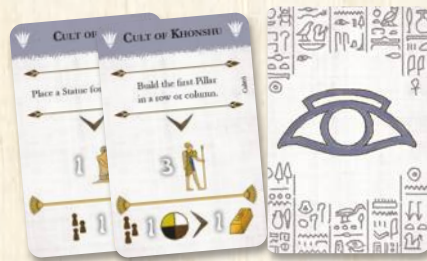 CULT OF
Place a Statue fo
1
1
CULT OF KHONSHU
Build the first Pillar
in a row or column.
3
1 1